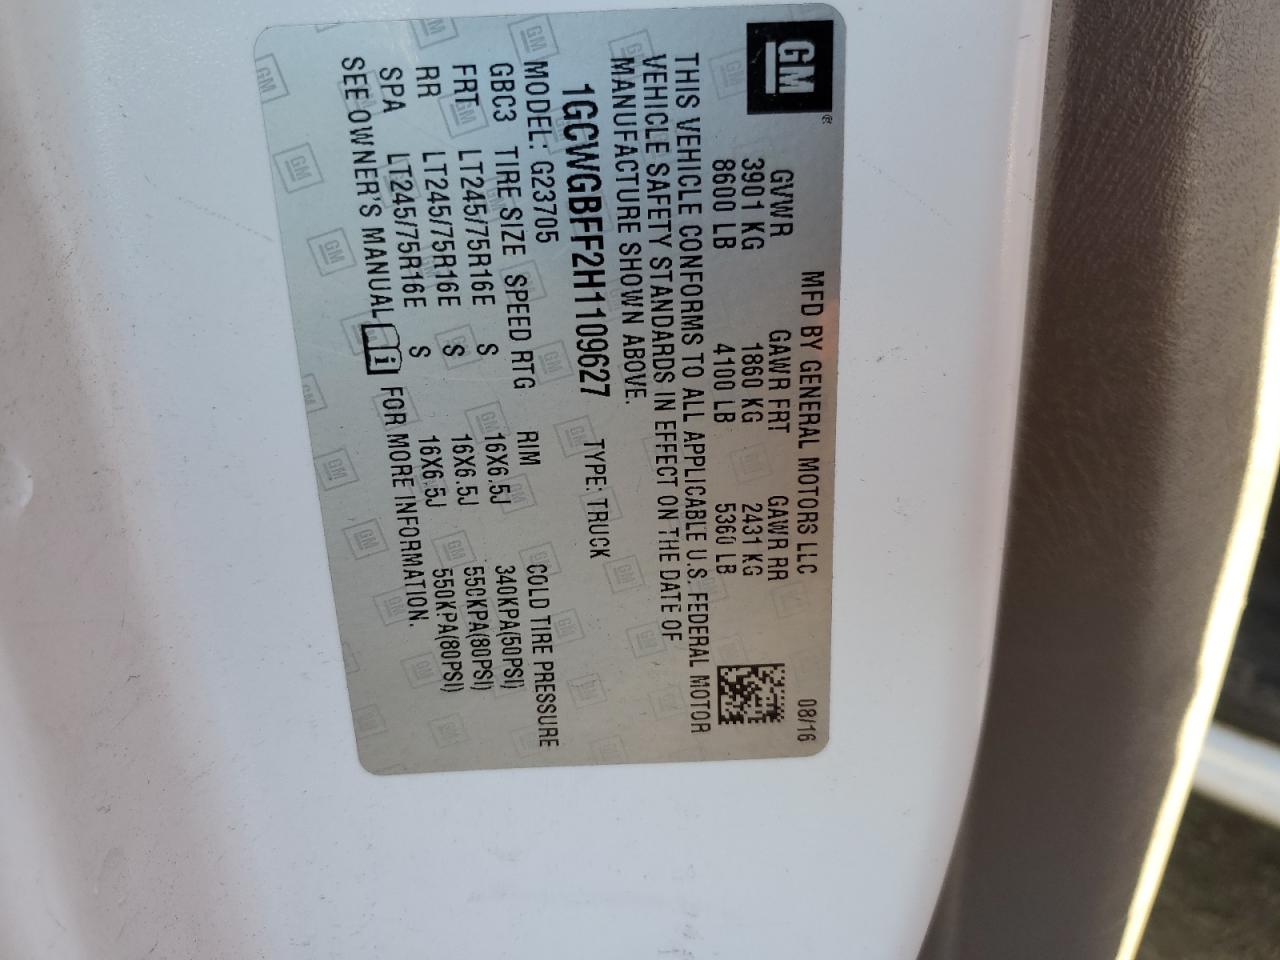 GM®
MFD BY GENERAL MOTORS LLC 08/16
GVWR GAWR FRT GAWR RR
3901 KG 1860 KG 2431 KG
8600 LB 4100 LB 5360 LB
THIS VEHICLE CONFORMS TO ALL APPLICABLE U.S. FEDERAL MOTOR
VEHICLE SAFETY STANDARDS IN EFFECT ON THE DATE OF
MANUFACTURE SHOWN ABOVE.
1GCWGBFF2H1109627 TYPE: TRUCK
MODEL: G23705
GBC3 TIRE SIZE SPEED RTG RIM COLD TIRE PRESSURE
FRT LT245/75R16E S 16X6.5J 340KPA(50PSI)
RR LT245/75R16E S 16X6.5J 550KPA(80PSI)
SPA LT245/75R16E S 16X6.5J 550KPA(80PSI)
SEE OWNER'S MANUAL i FOR MORE INFORMATION.